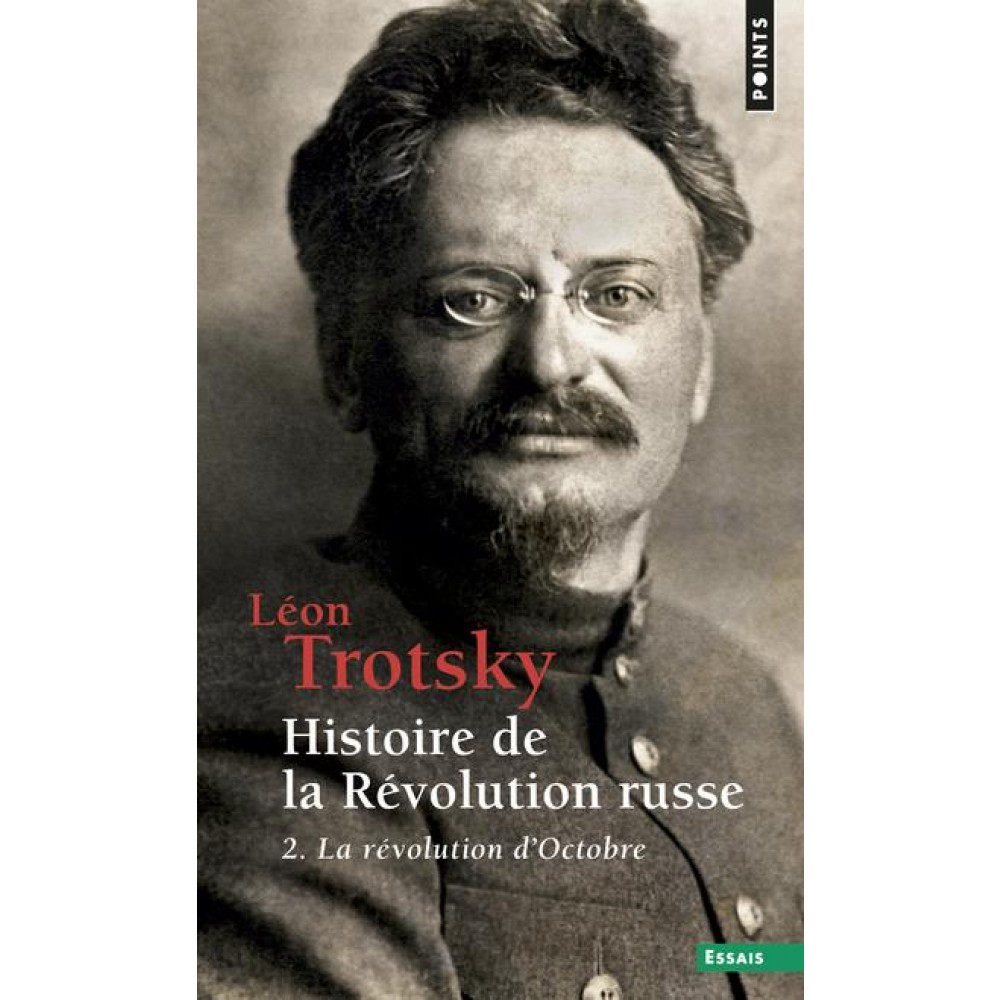 POINTS
Léon
Trotsky
Histoire de
la Révolution russe
2. La révolution d'Octobre
ESSAIS